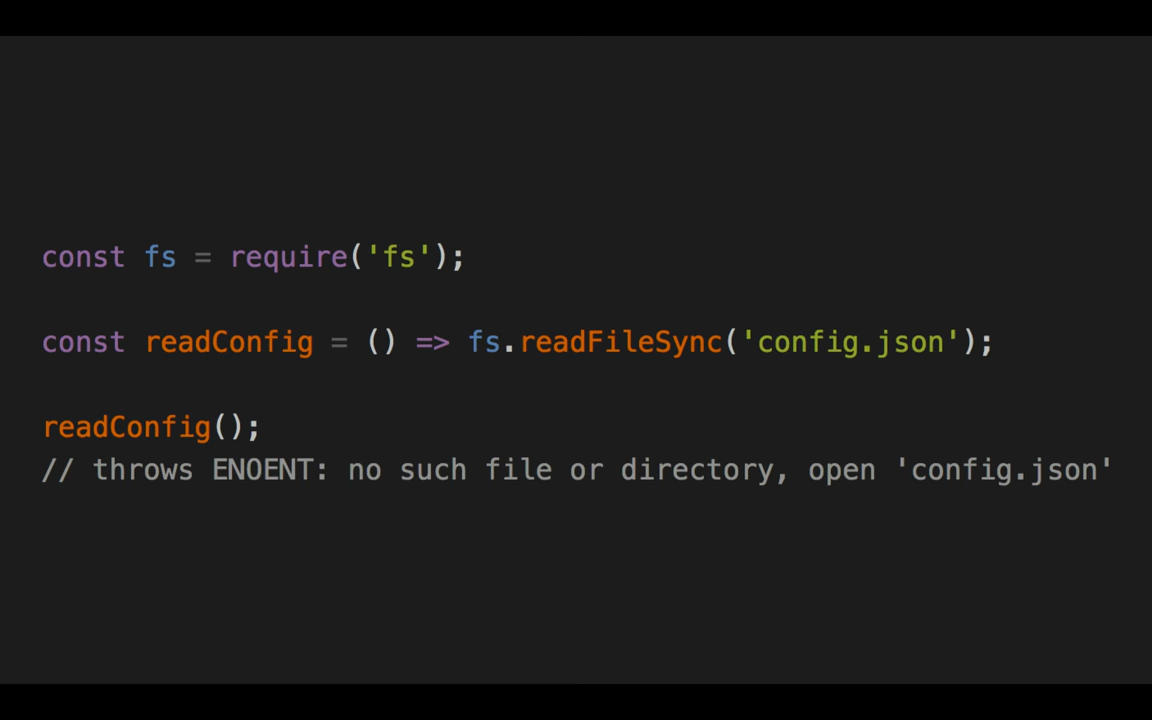 const fs = require('fs');
const readConfig = () => fs.readFileSync('config.json');
readConfig();
// throws ENOENT: no such file or directory, open 'config.json'